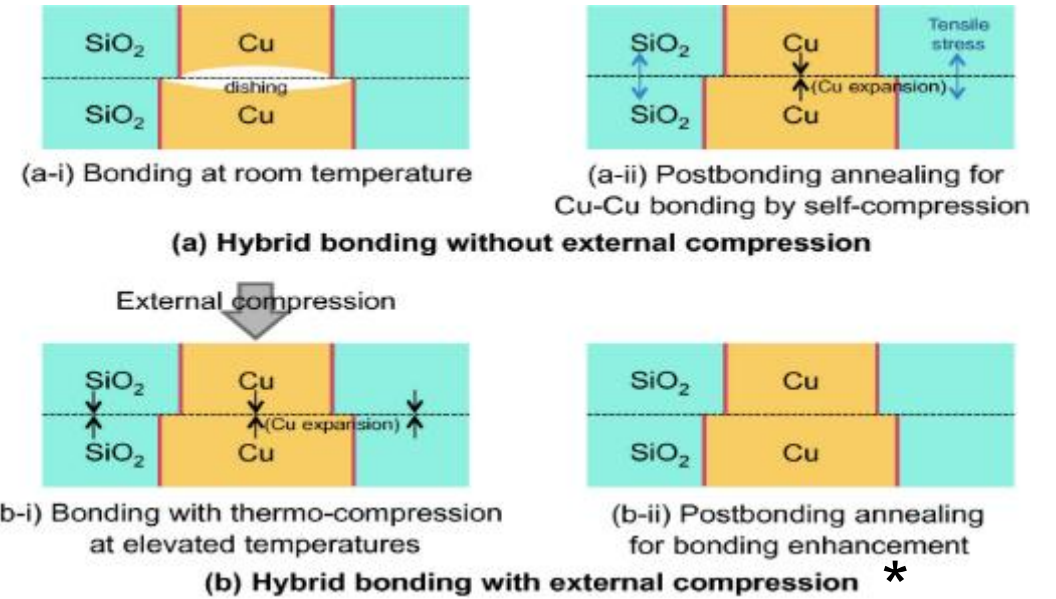 SiO₂ Cu
dishing
SiO₂ Cu
(a-i) Bonding at room temperature
SiO₂ Cu Tensile stress
(Cu expansion)
SiO₂ Cu
(a-ii) Postbonding annealing for
Cu-Cu bonding by self-compression
(a) Hybrid bonding without external compression
External compression
SiO₂ Cu
(Cu expansion)
SiO₂ Cu
b-i) Bonding with thermo-compression
at elevated temperatures
SiO₂ Cu
SiO₂ Cu
(b-ii) Postbonding annealing
for bonding enhancement
(b) Hybrid bonding with external compression *